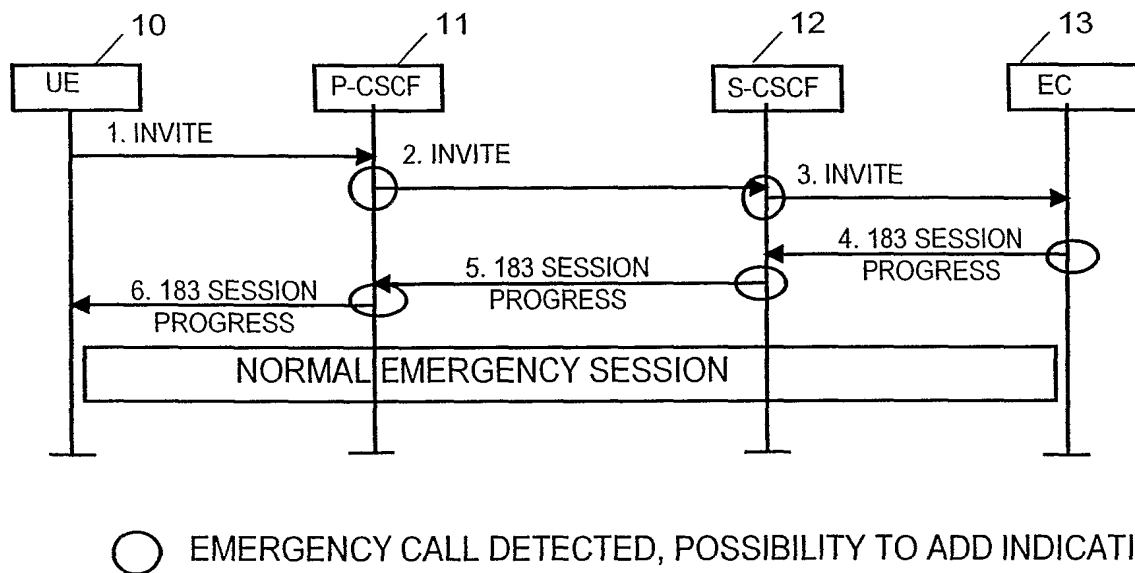 10
11
12
13
UE
P-CSCF
S-CSCF
EC
1. INVITE
2. INVITE
3. INVITE
4. 183 SESSION
PROGRESS
5. 183 SESSION
PROGRESS
6. 183 SESSION
PROGRESS
NORMAL EMERGENCY SESSION
EMERGENCY CALL DETECTED, POSSIBILITY TO ADD INDICATI